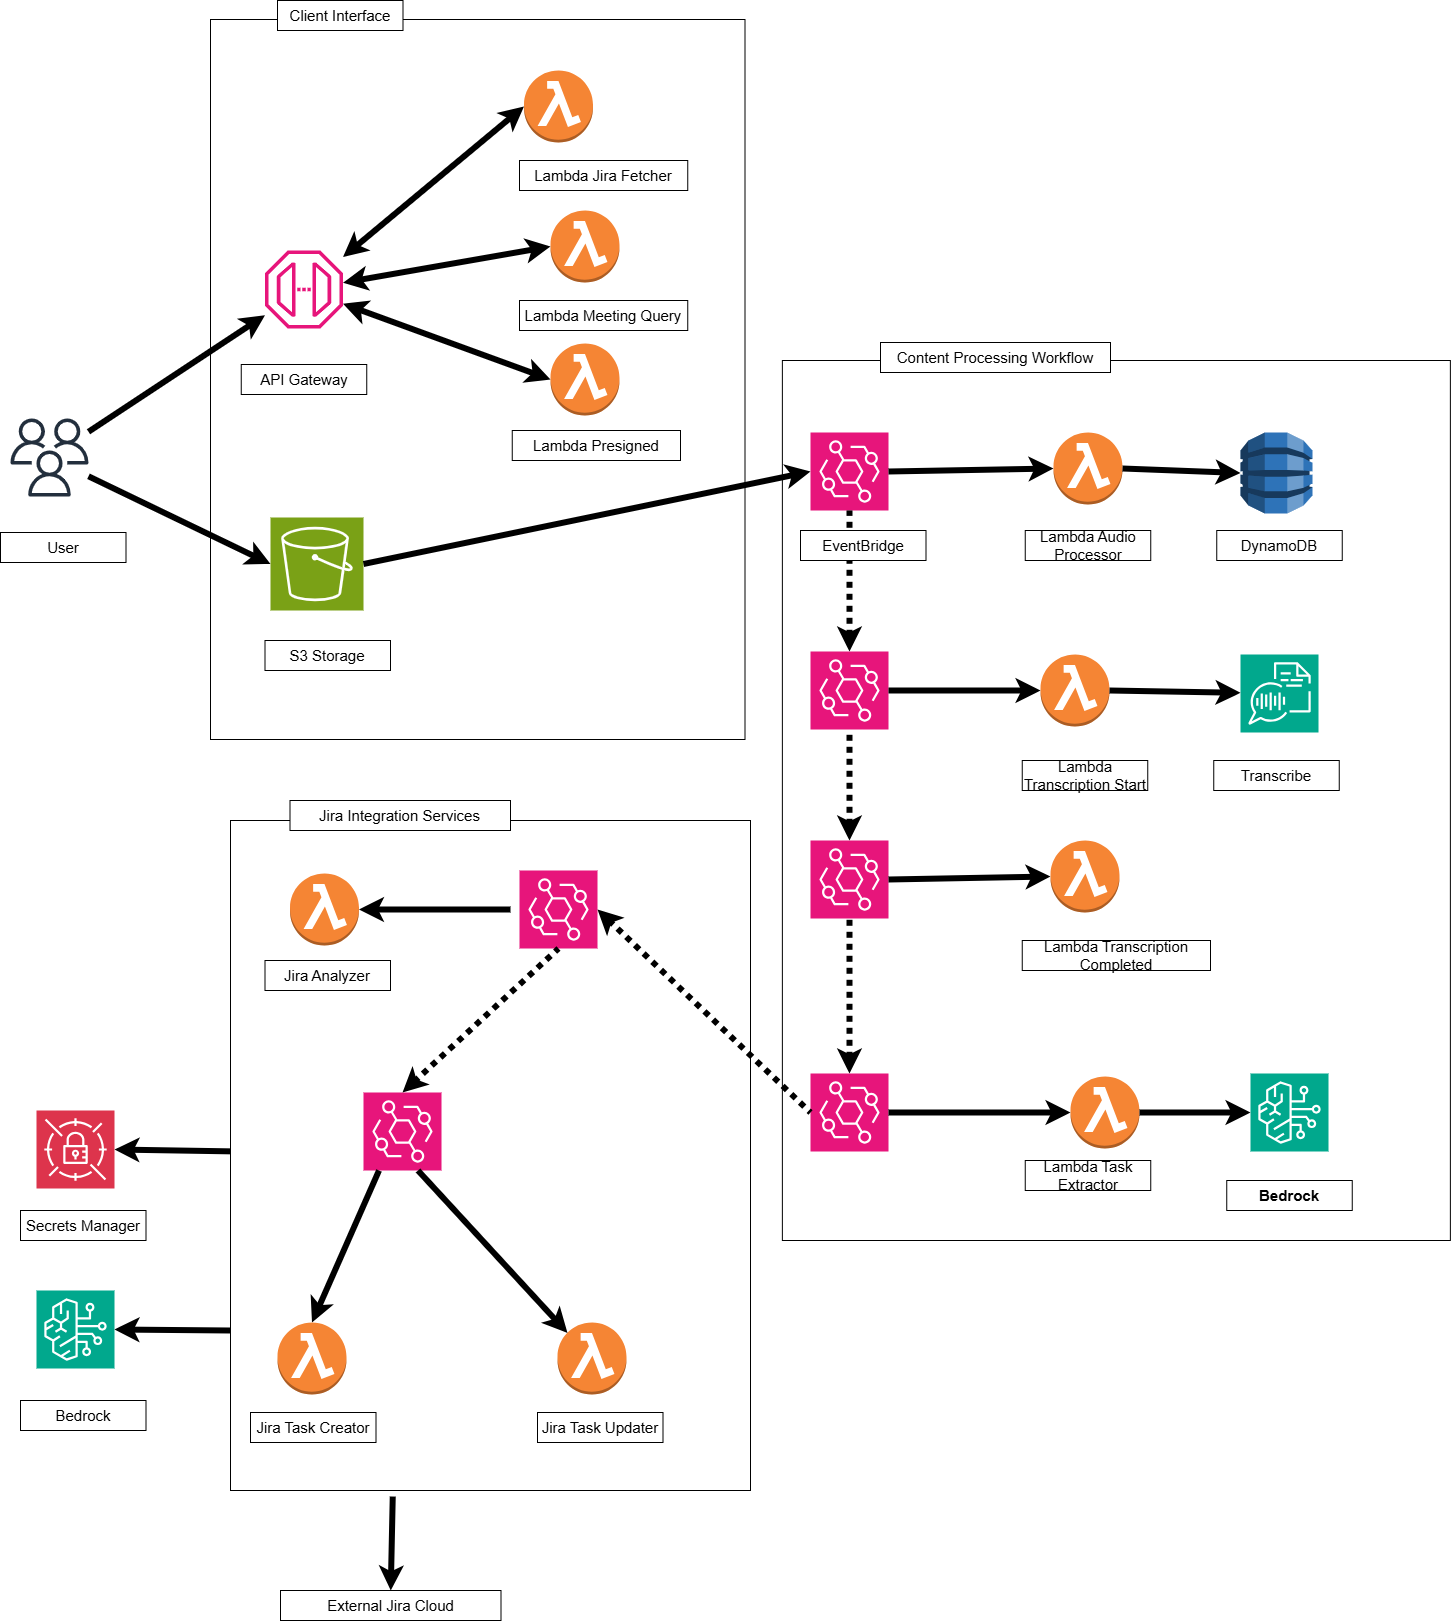 Client Interface
Lambda Jira Fetcher
Lambda Meeting Query
API Gateway
Lambda Presigned
User
S3 Storage
Content Processing Workflow
EventBridge
Lambda Audio
Processor
DynamoDB
Lambda
Transcription Start
Transcribe
Lambda Transcription
Completed
Lambda Task
Extractor
Bedrock
Jira Integration Services
Jira Analyzer
Secrets Manager
Bedrock
Jira Task Creator
Jira Task Updater
External Jira Cloud